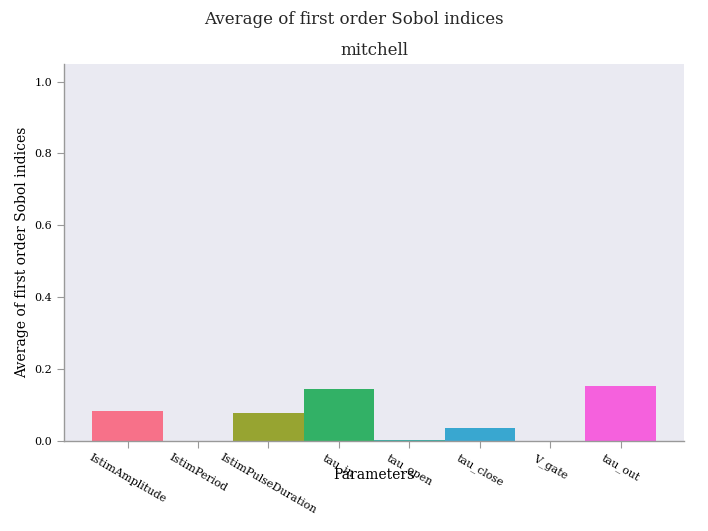 Average of first order Sobol indices
mitchell
Average of first order Sobol indices
1.0
0.8
0.6
0.4
0.2
0.0
IstimAmplitude
IstimPeriod
IstimPulseDuration
tau_in
tau_open
tau_close
V_gate
tau_out
Parameters